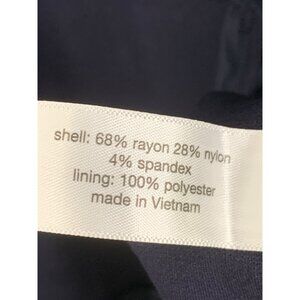 shell: 68% rayon 28% nylon
4% spandex
lining: 100% polyester
made in Vietnam